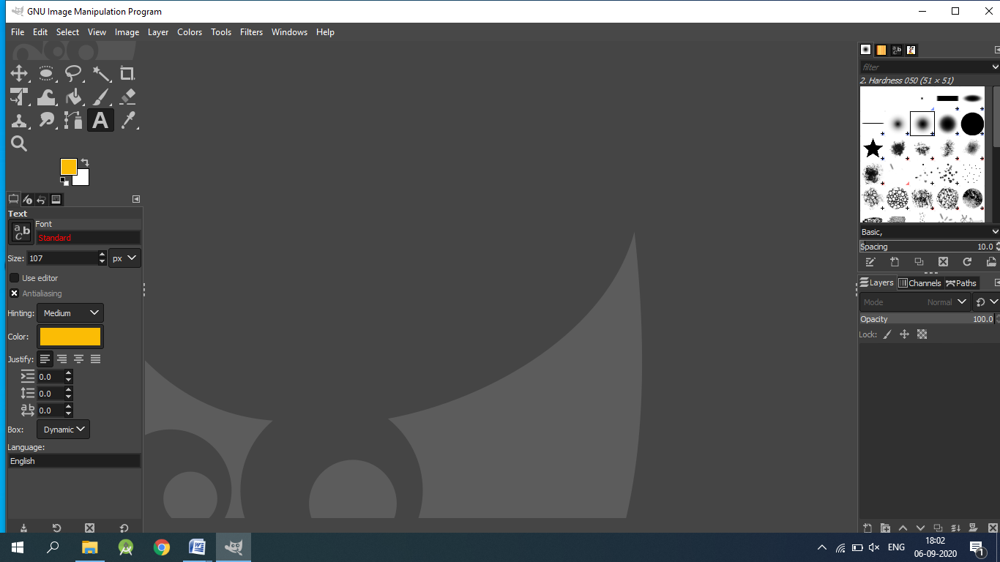 GNU Image Manipulation Program
File Edit Select View Image Layer Colors Tools Filters Windows Help
filter
2. Hardness 050 (51 × 51)
Basic,
Spacing 10.0
Layers Channels Paths
Mode Normal
Opacity 100.0
Lock:
A
Text
Font
Standard
Size: 107 px
Use editor
Antialiasing
Hinting: Medium
Color:
Justify:
0.0
0.0
0.0
Box: Dynamic
Language:
English
ENG
18:02
06-09-2020
1